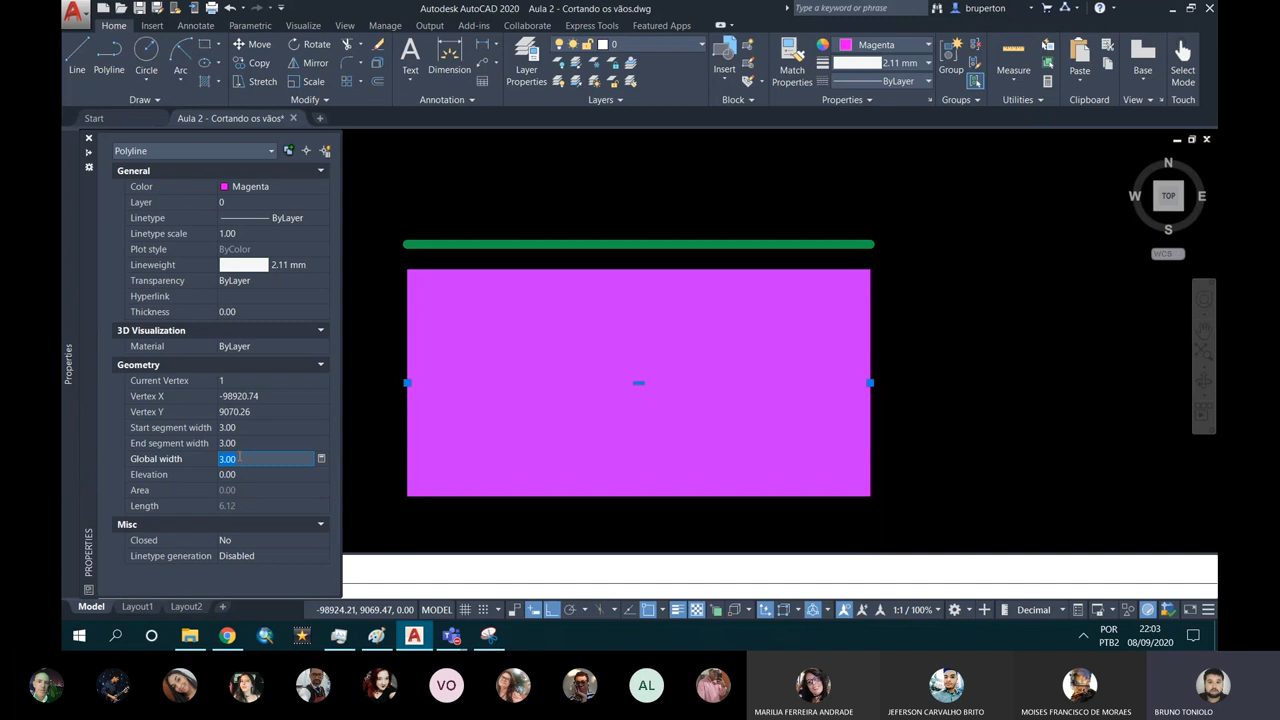 Autodesk AutoCAD 2020 Aula 2 - Cortando os vãos.dwg
Type a keyword or phrase
bruperton
Home Insert Annotate Parametric Visualize View Manage Output Add-ins Collaborate Express Tools Featured Apps
Line Polyline Circle Arc
Move Rotate
Copy Mirror
Stretch Scale
Text Dimension
Layer Properties
0
Insert
Match Properties
Magenta
2.11 mm
ByLayer
Group
Measure
Paste
Base
Select Mode
Draw Modify Annotation Layers Block Properties Groups Utilities Clipboard View Touch
Start Aula 2 - Cortando os vãos*
Polyline
General
Color Magenta
Layer 0
Linetype ByLayer
Linetype scale 1.00
Plot style ByColor
Lineweight 2.11 mm
Transparency ByLayer
Hyperlink
Thickness 0.00
3D Visualization
Material ByLayer
Geometry
Current Vertex 1
Vertex X -98920.74
Vertex Y 9070.26
Start segment width 3.00
End segment width 3.00
Global width 3.00
Elevation 0.00
Area 0.00
Length 6.12
Misc
Closed No
Linetype generation Disabled
Properties
PROPERTIES
N
W TOP E
S
WCS
Model Layout1 Layout2
-98924.21, 9069.47, 0.00 MODEL
1:1 / 100%
Decimal
POR
PTB2
22:03
08/09/2020
VO
AL
MARILIA FERREIRA ANDRADE
JEFERSON CARVALHO BRITO
MOISES FRANCISCO DE MORAES
BRUNO TONIOLO